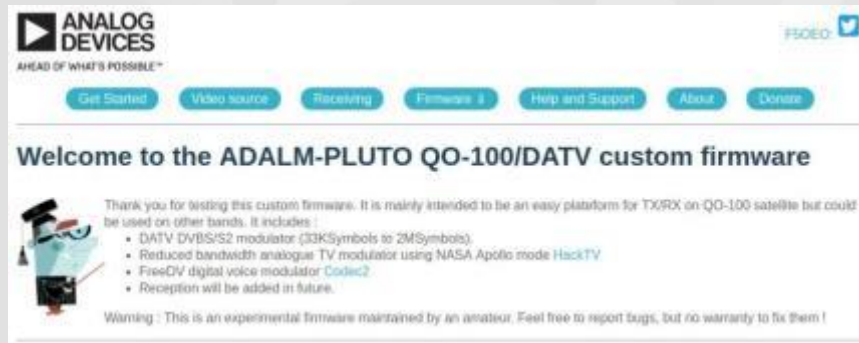 ANALOG
DEVICES
AHEAD OF WHAT'S POSSIBLE™
F5OEO:
Get Started Video source Receiving Firmware ⇩ Help and Support About Donate
Welcome to the ADALM-PLUTO QO-100/DATV custom firmware
Thank you for testing this custom firmware. It is mainly intended to be an easy plateform for TX/RX on QO-100 satellite but could
be used on other bands. It includes :
• DATV DVBS/S2 modulator (33KSymbols to 2MSymbols).
• Reduced bandwidth analogue TV modulator using NASA Apollo mode HackTV
• FreeDV digital voice modulator Codec2
• Reception will be added in future.
Warning : This is an experimental firmware maintained by an amateur. Feel free to report bugs, but no warranty to fix them !